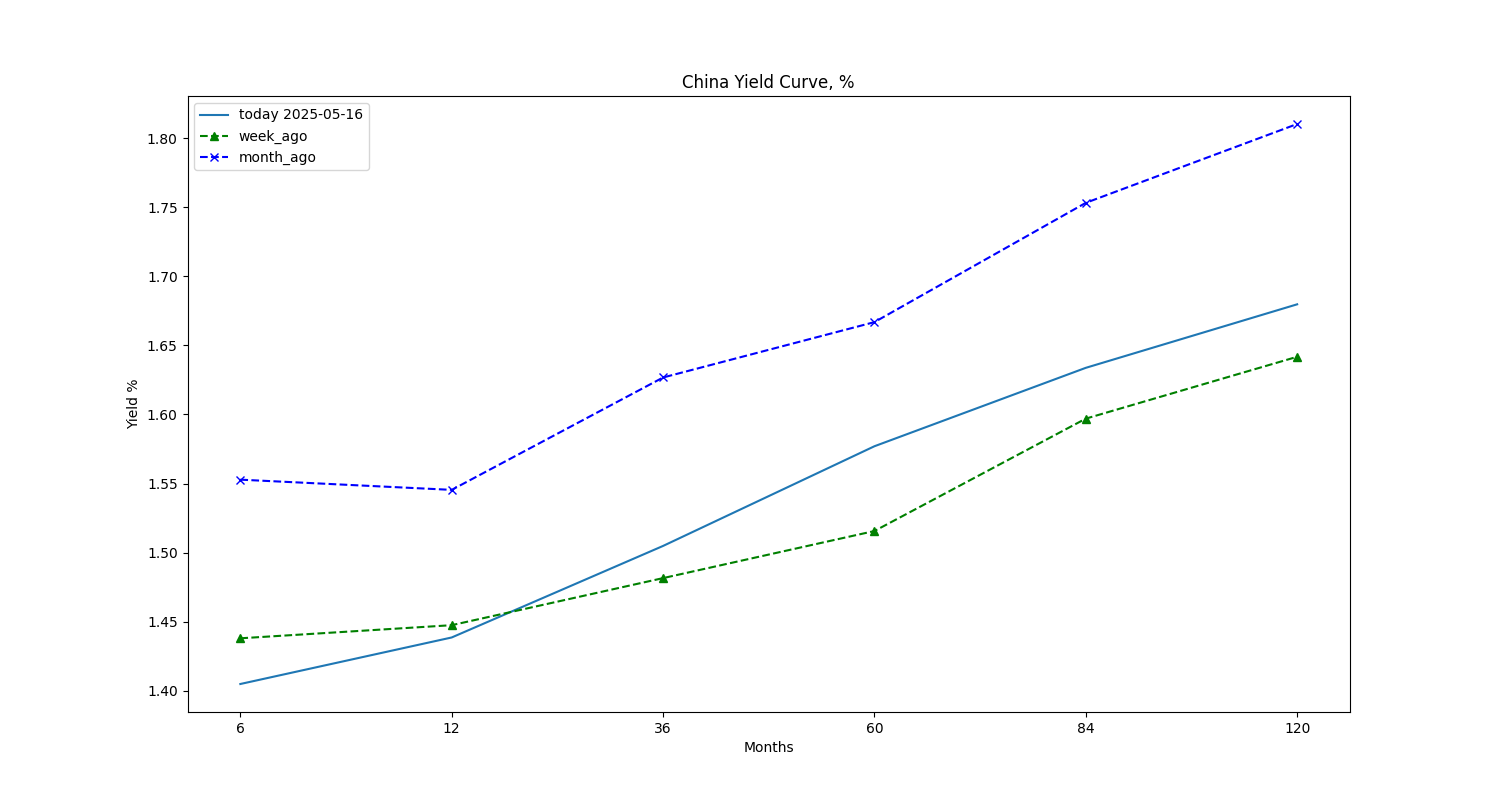 China Yield Curve, %
today 2025-05-16
week_ago
month_ago
1.80
1.75
1.70
1.65
1.60
1.55
1.50
1.45
1.40
Yield %
6 12 36 60 84 120
Months